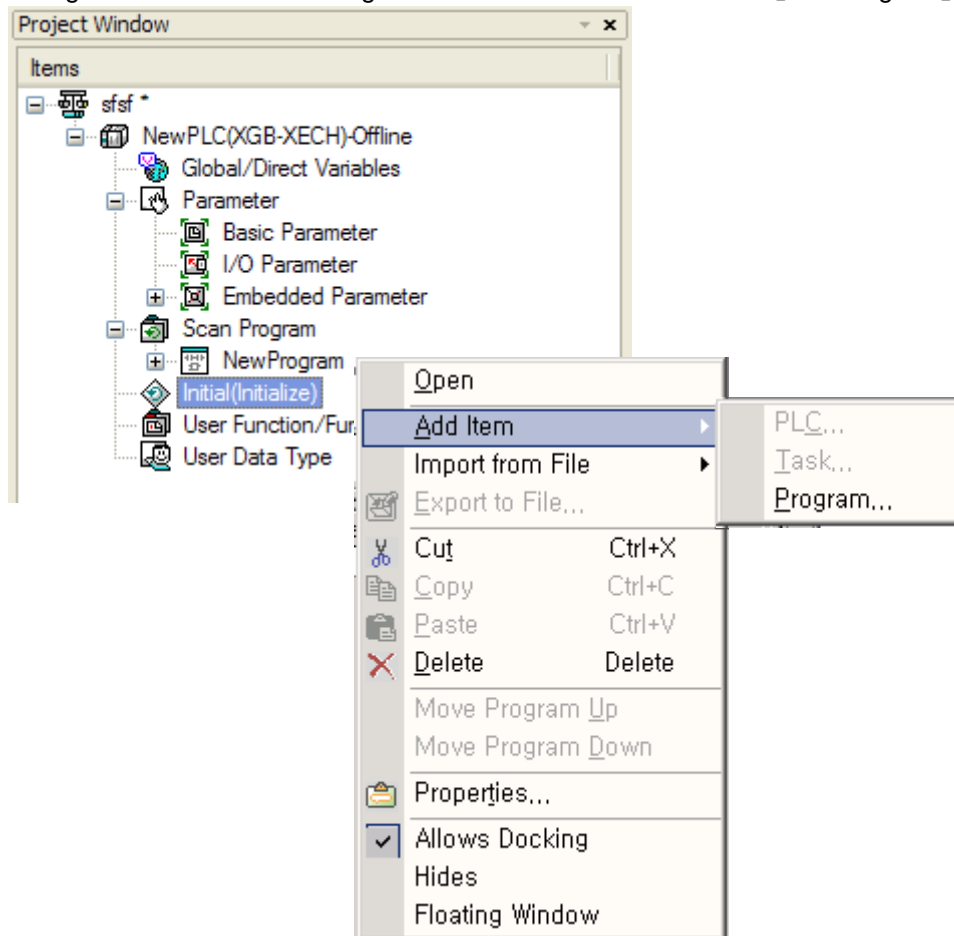 Project Window
Items
sfsf *
NewPLC(XGB-XECH)-Offline
Global/Direct Variables
Parameter
Basic Parameter
I/O Parameter
Embedded Parameter
Scan Program
NewProgram
Initial(Initialize)
User Function/Fun
User Data Type
Open
Add Item
Import from File
Export to File...
Cut Ctrl+X
Copy Ctrl+C
Paste Ctrl+V
Delete Delete
Move Program Up
Move Program Down
Properties...
Allows Docking
Hides
Floating Window
PLC...
Task...
Program...